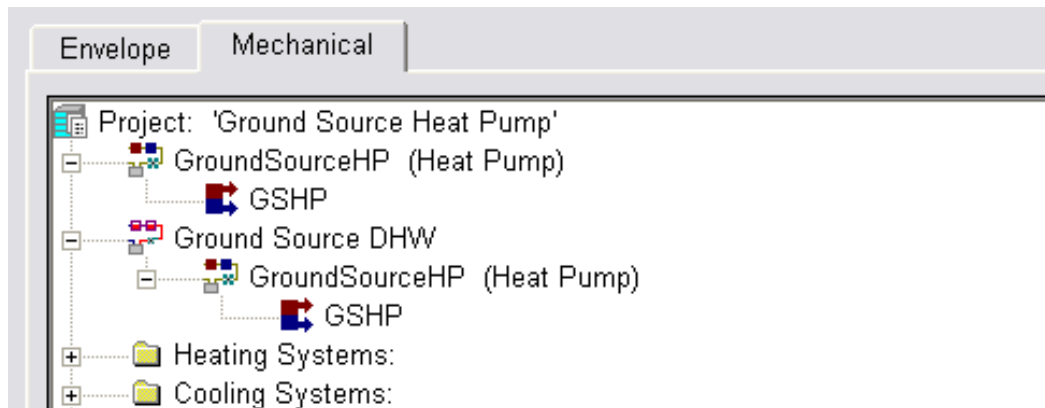 Envelope Mechanical
Project: 'Ground Source Heat Pump'
GroundSourceHP (Heat Pump)
GSHP
Ground Source DHW
GroundSourceHP (Heat Pump)
GSHP
Heating Systems:
Cooling Systems: